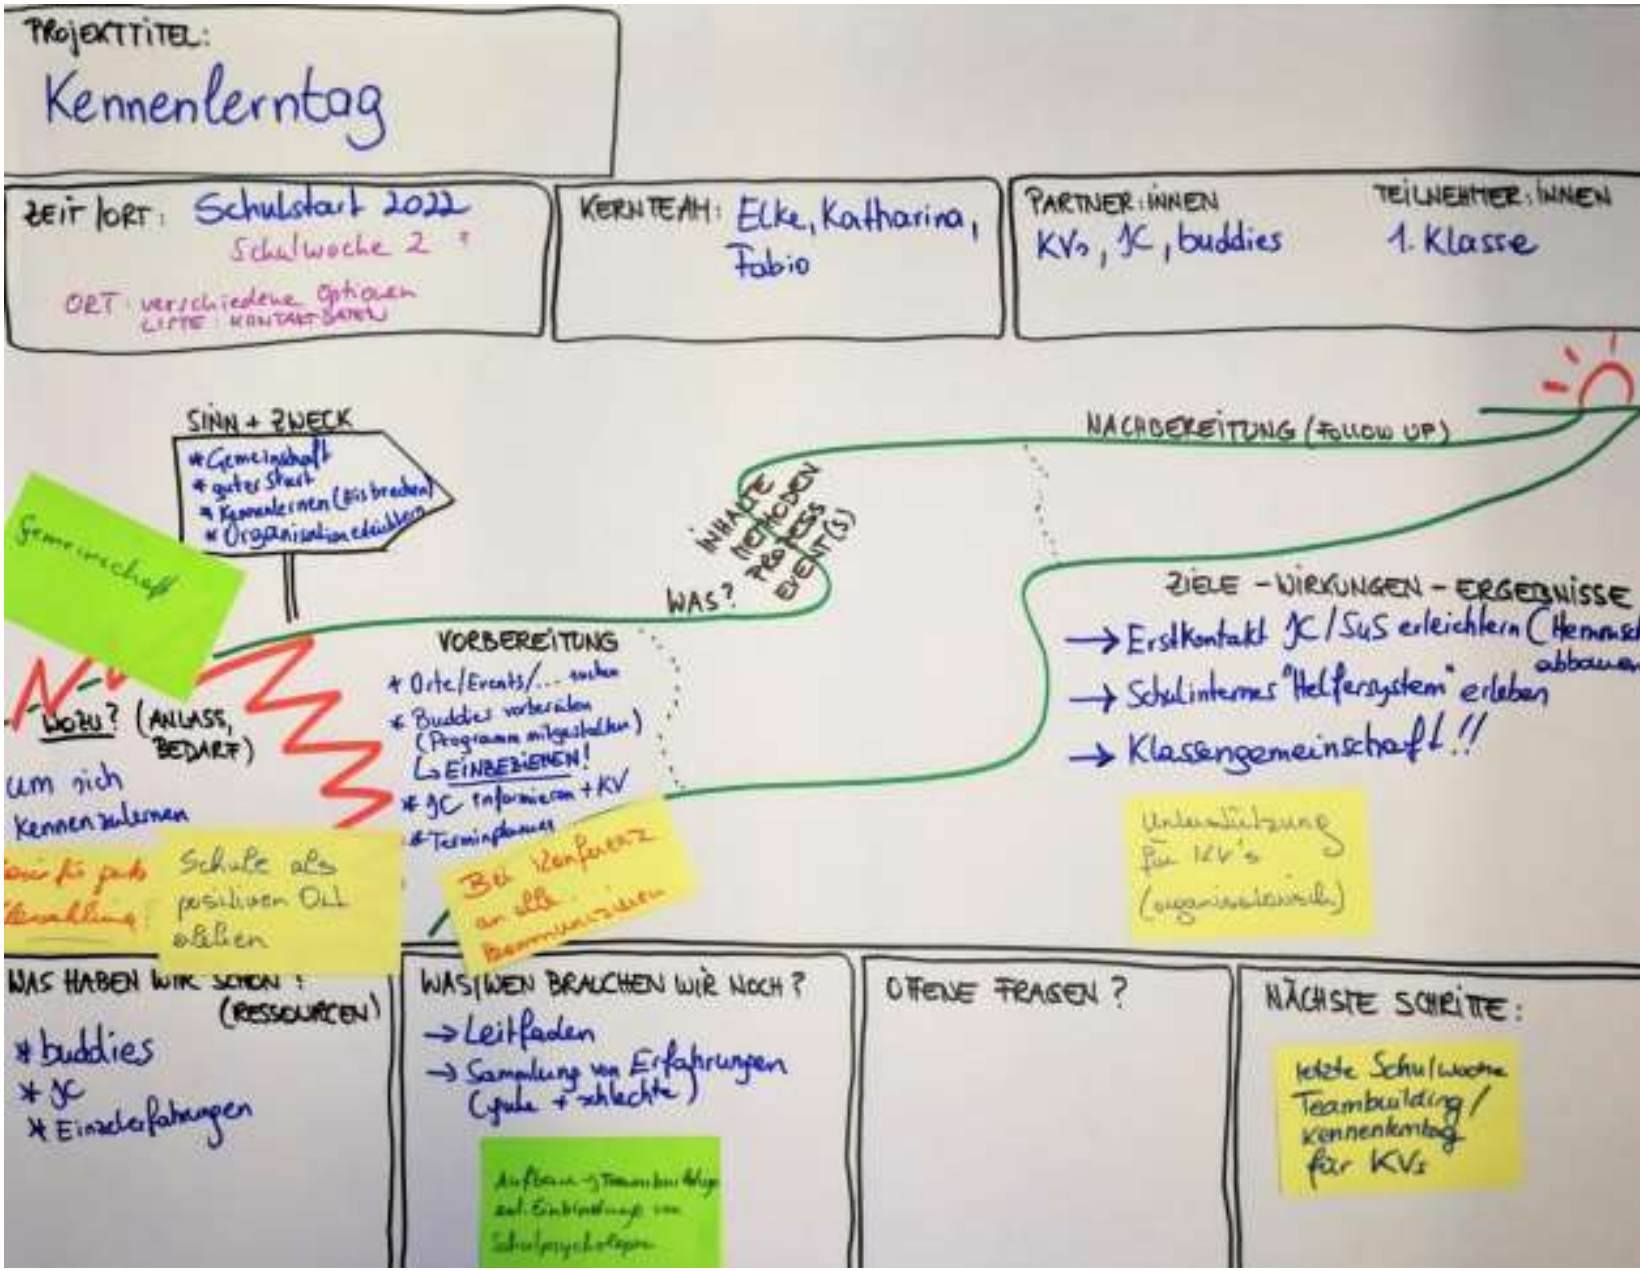 PROJEKTTITEL:
Kennenlerntag
ZEIT/ORT: Schulstart 2022
Schulwoche 2 ?
ORT: verschiedene Optionen
LISTE: KONTAKTDATEN
KERNTEAM: Elke, Katharina,
Fabio
PARTNER:INNEN
KVs, JC, buddies
TEILNEHMER:INNEN
1. Klasse
SINN + ZWECK
* Gemeinschaft
* guter Start
* Kennenlernen (Eis brechen)
* Organisation erleichtern
Gemeinschaft
WOZU? (ANLASS,
BEDARF)
um sich
kennenzulernen
Schule als
positiven Ort
erleben
VORBEREITUNG
* Orte/Events/... suchen
* Buddies vorbereiten
(Programm mitgestalten)
↳ EINBEZIEHEN!
* JC informieren + KV
* Terminplaner
Bei Konferenz
an alle
kommunizieren
WAS?
INHALTE
METHODEN
PROZESS
EVENT(S)
NACHBEREITUNG (FOLLOW UP)
ZIELE - WIRKUNGEN - ERGEBNISSE
→ Erstkontakt JC/SuS erleichtern (Hemmsch
abbauen
→ Schulinternes "Helfersystem" erleben
→ Klassengemeinschaft!!
Unterstützung
für KV's
(organisatorisch)
WAS HABEN WIR SCHON?
(RESSOURCEN)
* buddies
* JC
* Einzelerfahrungen
WAS/WEN BRAUCHEN WIR NOCH?
→ Leitfaden
→ Sammlung von Erfahrungen
(gute + schlechte)
Schulpsychologen
OFFENE FRAGEN?
NÄCHSTE SCHRITTE:
letzte Schulwoche
Teambuilding/
Kennenlerntag
für KVs